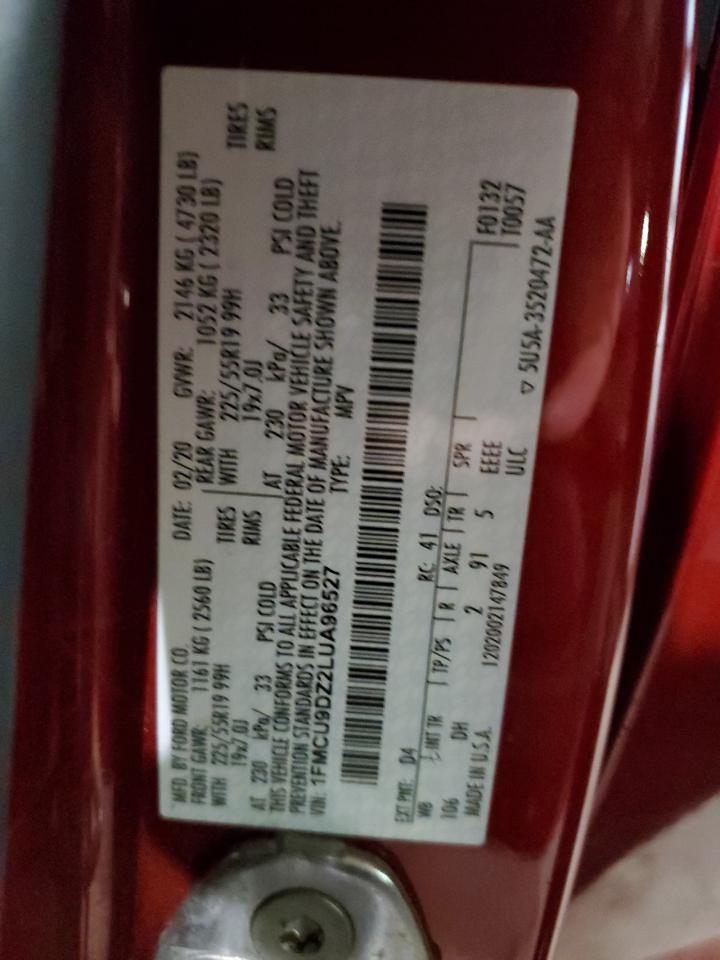 MFD. BY FORD MOTOR CO.
DATE: 02/20 GVWR: 2146 KG ( 4730 LB)
FRONT GAWR: 1161 KG ( 2560 LB)
REAR GAWR: 1052 KG ( 2320 LB)
WITH 225/55R19 99H TIRES
WITH 225/55R19 99H TIRES
19x7.0J RIMS
19x7.0J RIMS
AT 230 kPa/ 33 PSI COLD
AT 230 kPa/ 33 PSI COLD
THIS VEHICLE CONFORMS TO ALL APPLICABLE FEDERAL MOTOR VEHICLE SAFETY AND THEFT
PREVENTION STANDARDS IN EFFECT ON THE DATE OF MANUFACTURE SHOWN ABOVE.
VIN: 1FMCU9DZ2LUA96527
TYPE: MPV
EXT PNT: D4 RC: 41 DSO: F0132
WB INT TR TP/PS R AXLE TR SPR T0057
106 DH 2 91 5 EEEE
ULC
MADE IN U.S.A. 1202002147849
▽ 5U5A-3520472-AA